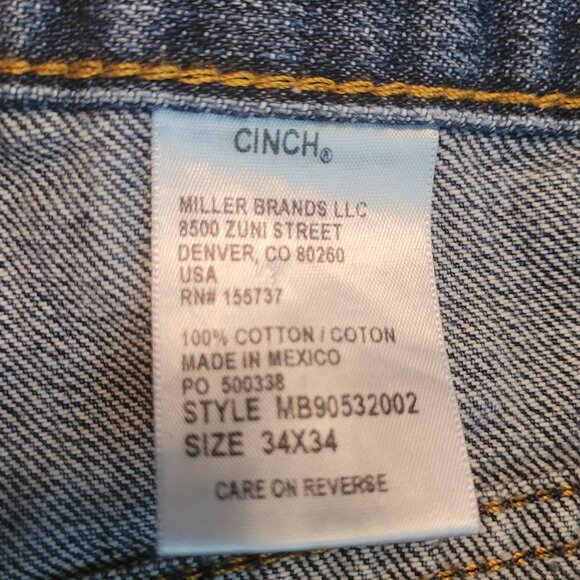 CINCH®
MILLER BRANDS LLC
8500 ZUNI STREET
DENVER, CO 80260
USA
RN# 155737
100% COTTON / COTON
MADE IN MEXICO
PO 500338
STYLE MB90532002
SIZE 34X34
CARE ON REVERSE